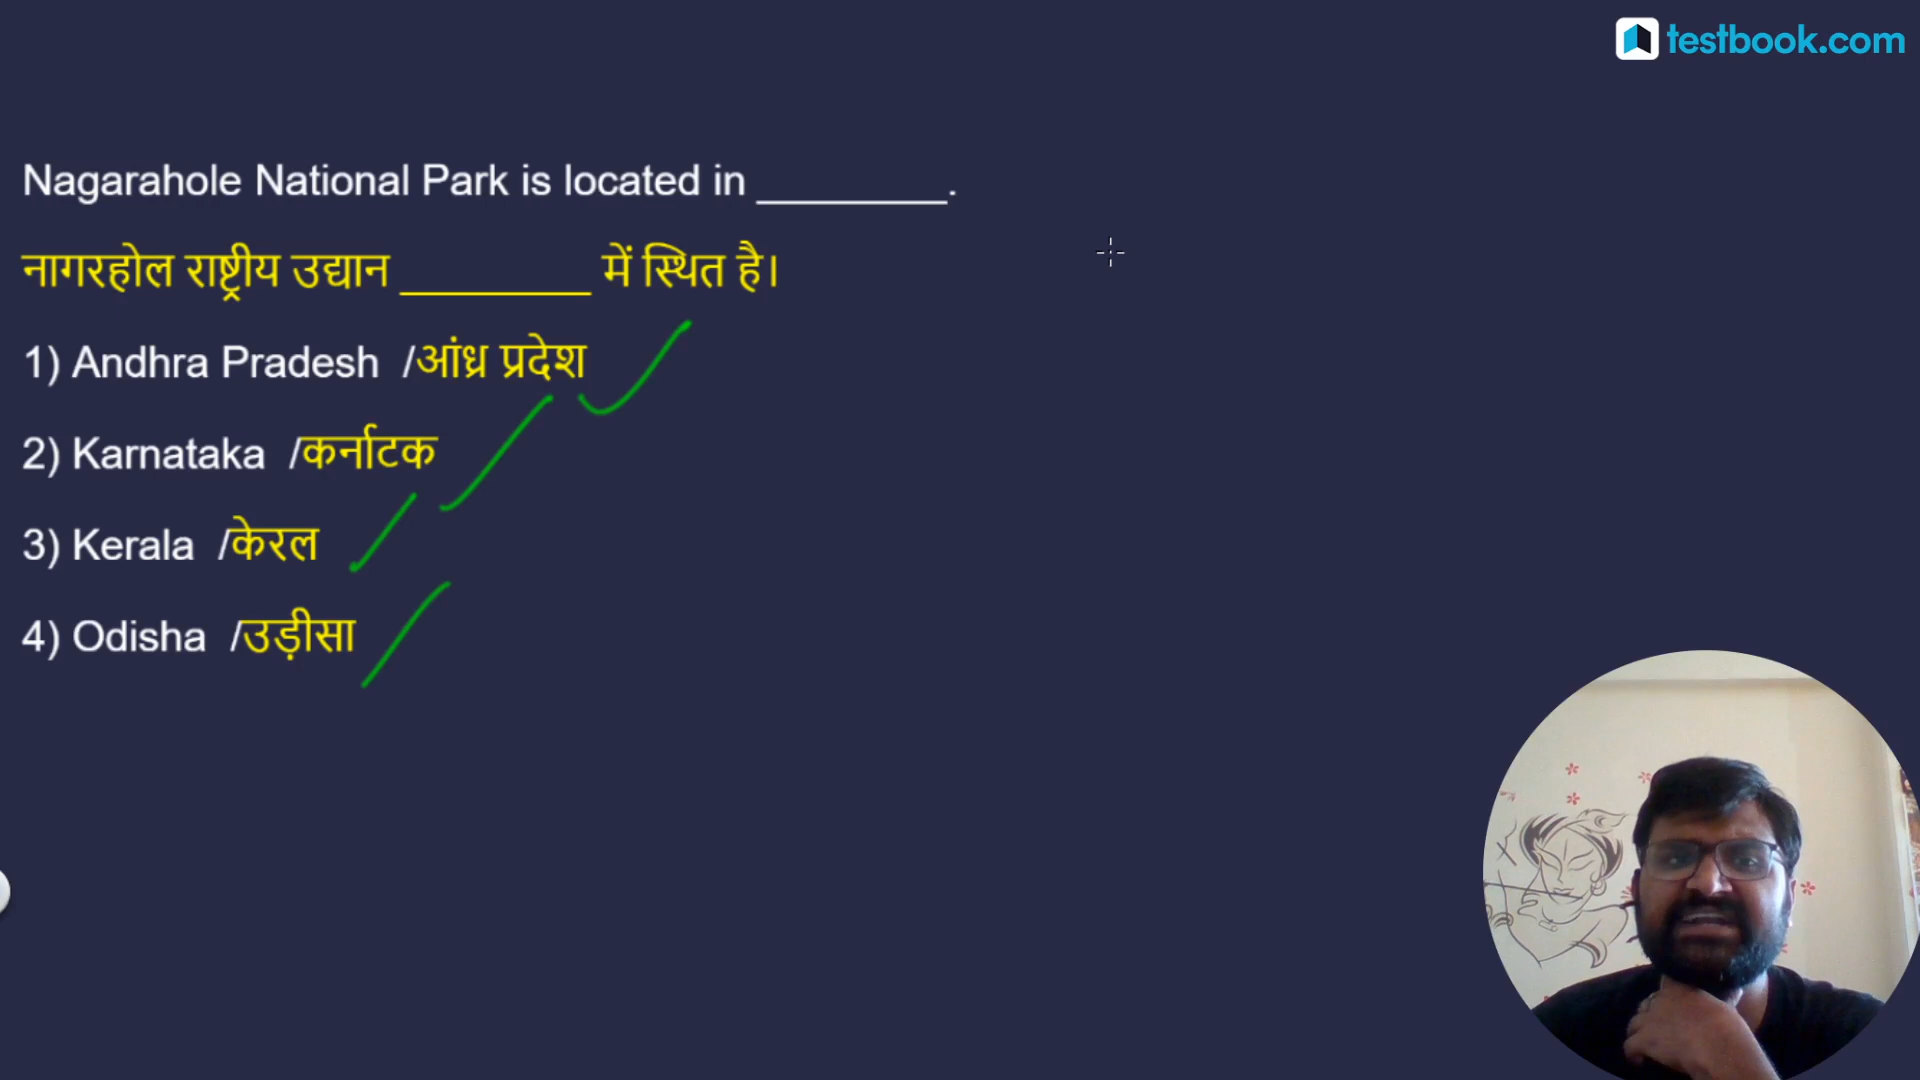 testbook.com
Nagarahole National Park is located in ________.
नागरहोल राष्ट्रीय उद्यान ________ में स्थित है।
1) Andhra Pradesh /आंध्र प्रदेश
2) Karnataka /कर्नाटक
3) Kerala /केरल
4) Odisha /उड़ीसा